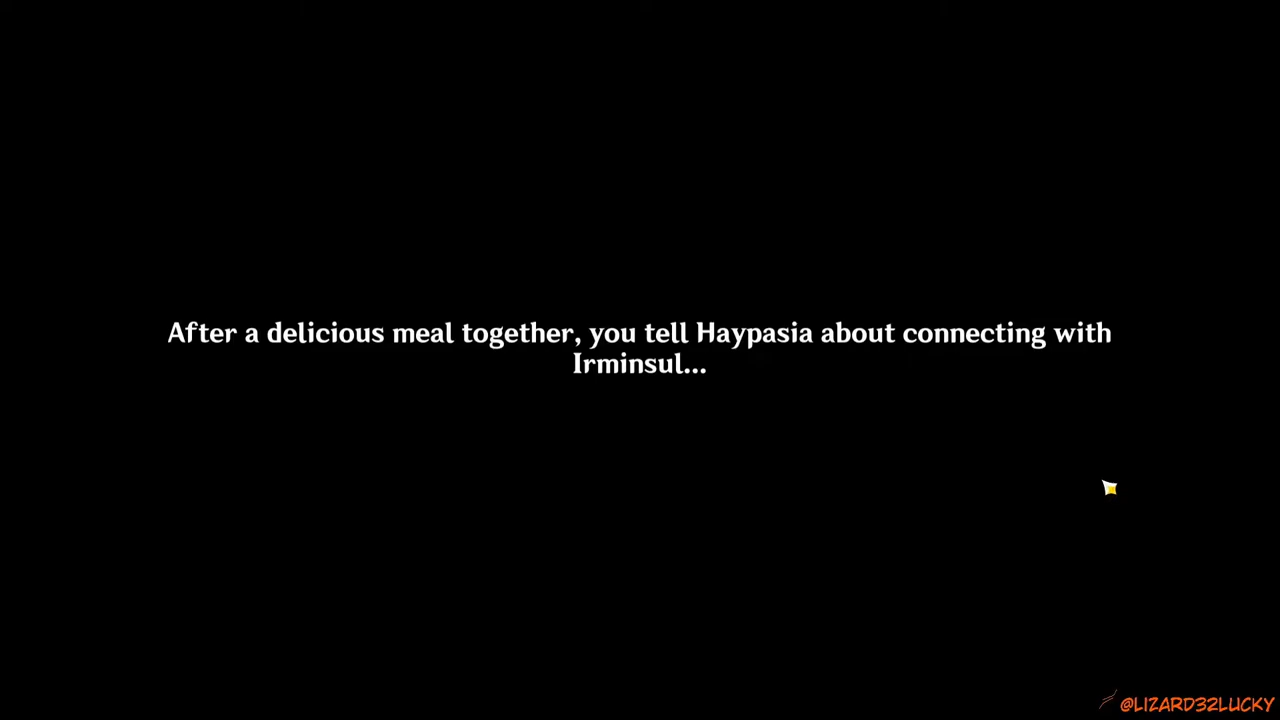 After a delicious meal together, you tell Haypasia about connecting with
Irminsul...
@LIZARD32LUCKY